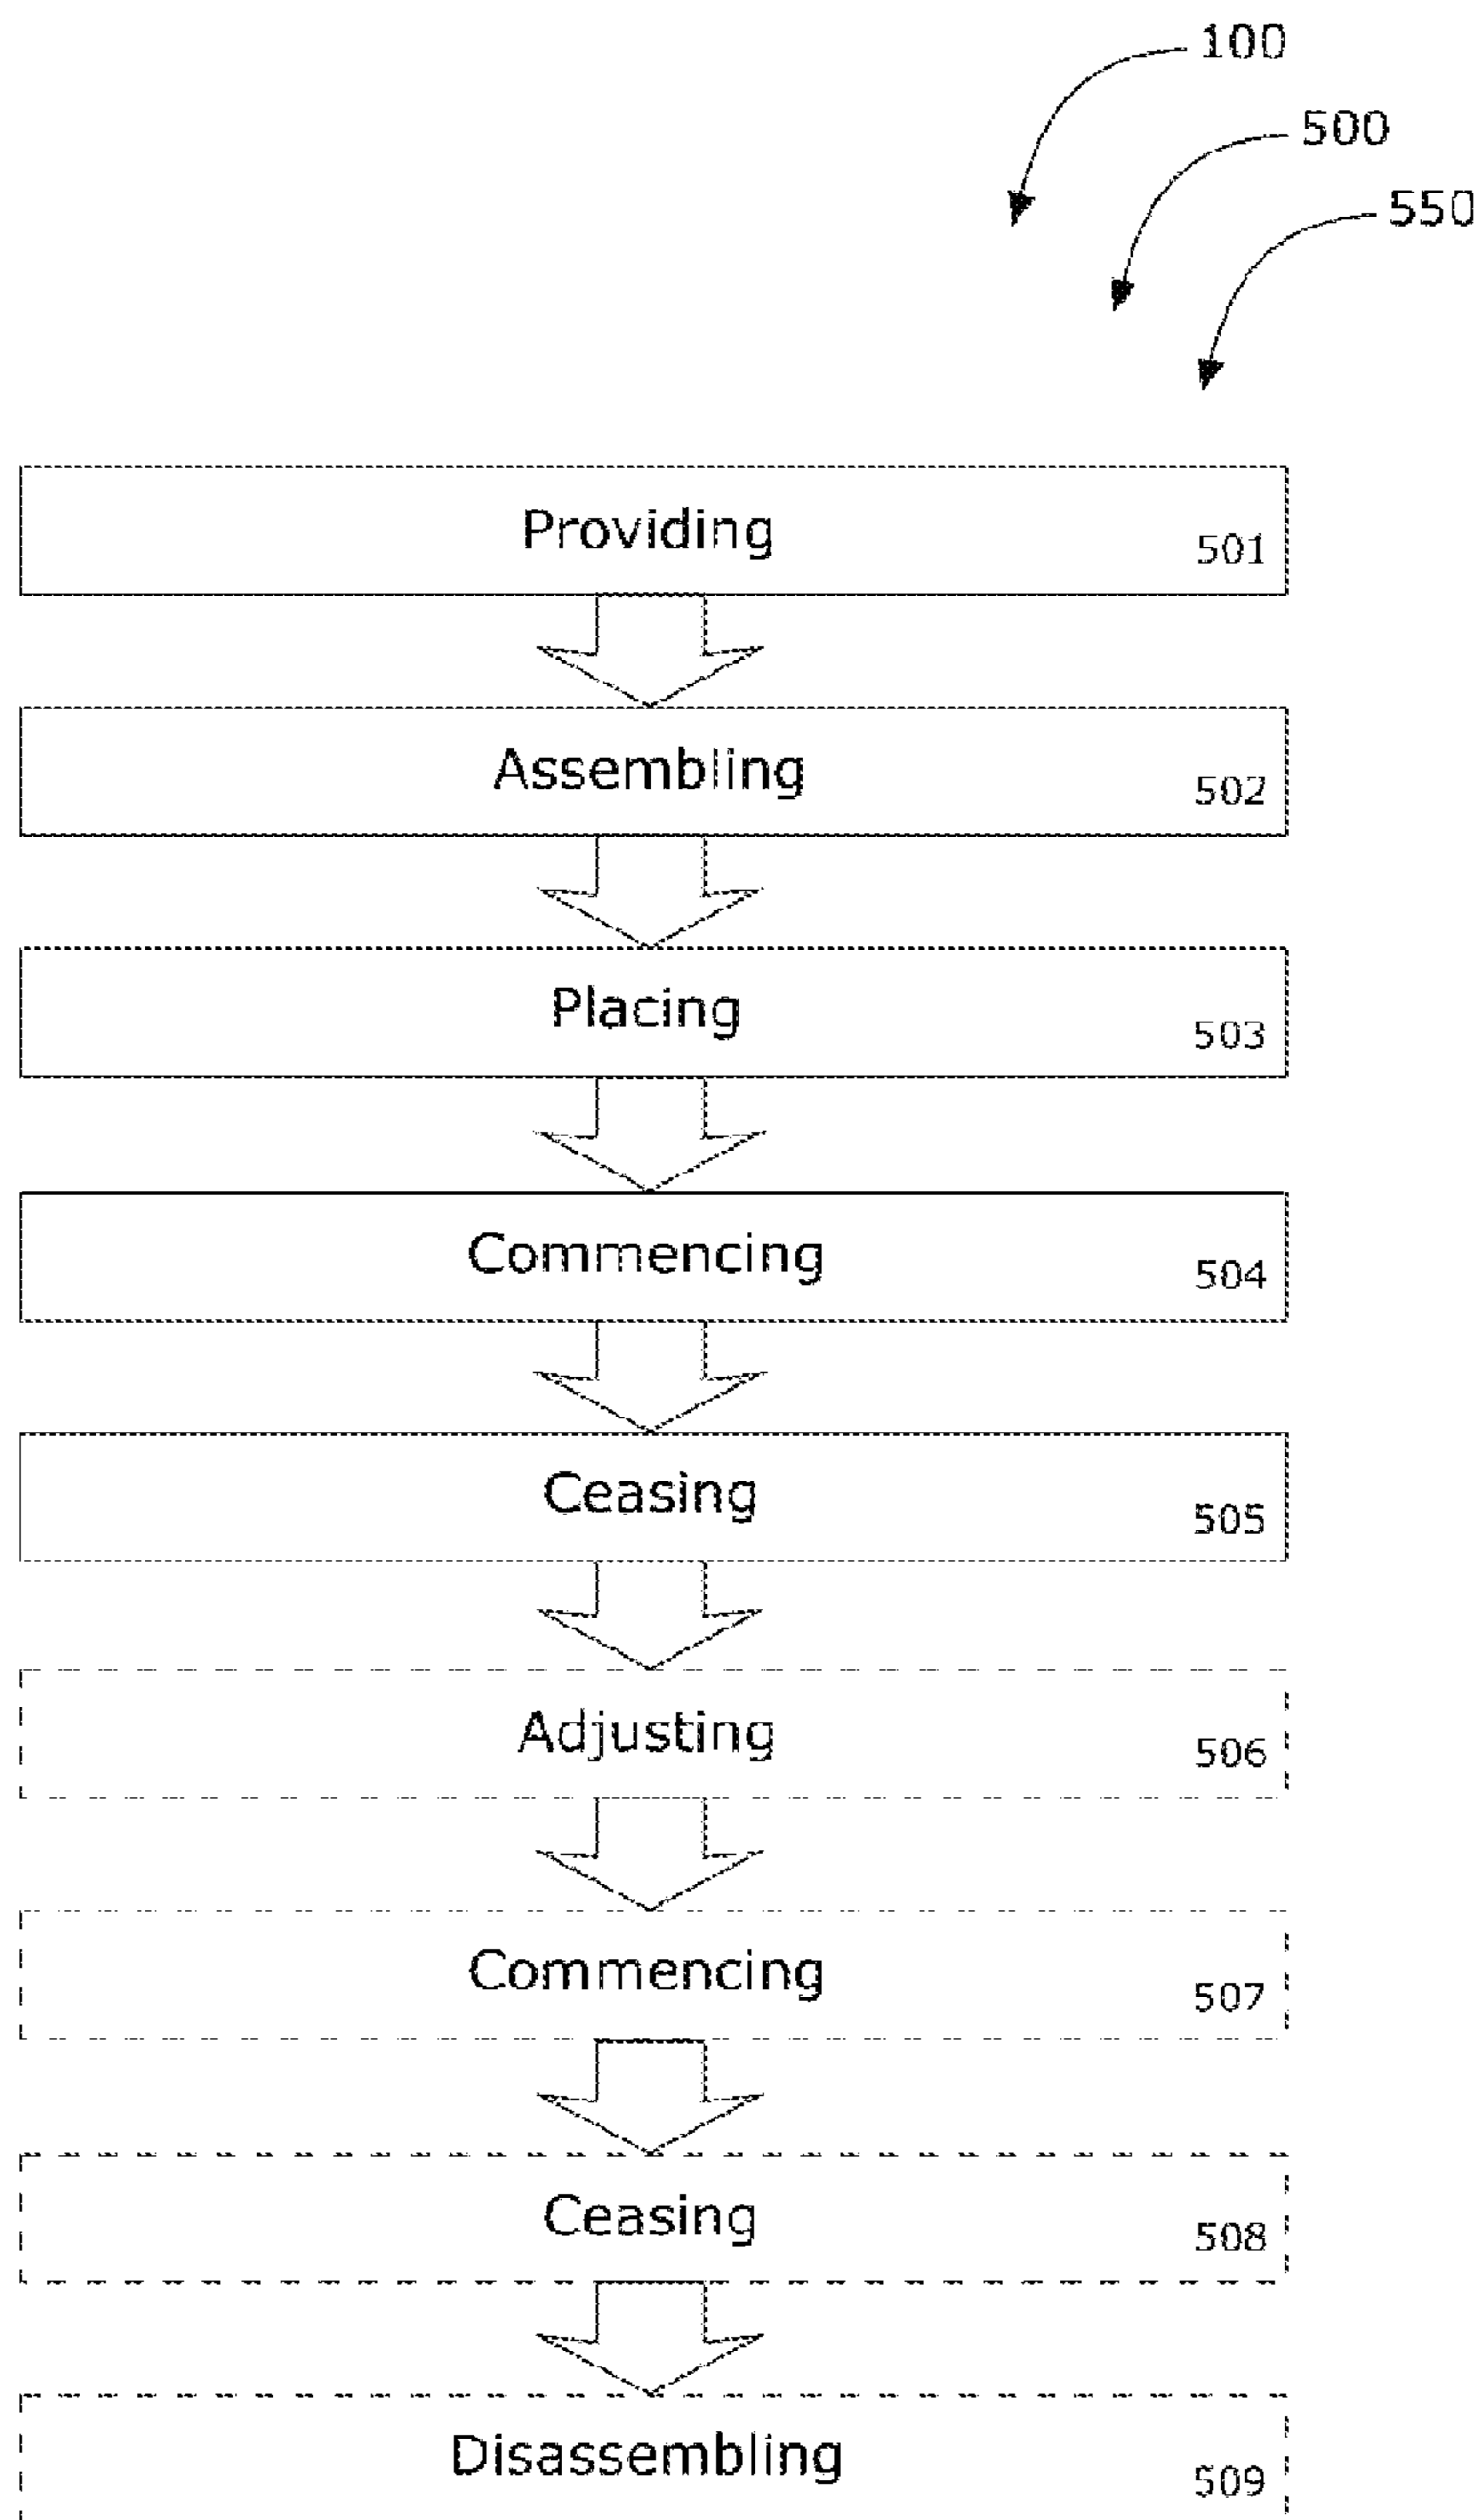 100
500
550
Providing
501
Assembling
502
Placing
503
Commencing
504
Ceasing
505
Adjusting
506
Commencing
507
Ceasing
508
Disassembling
509